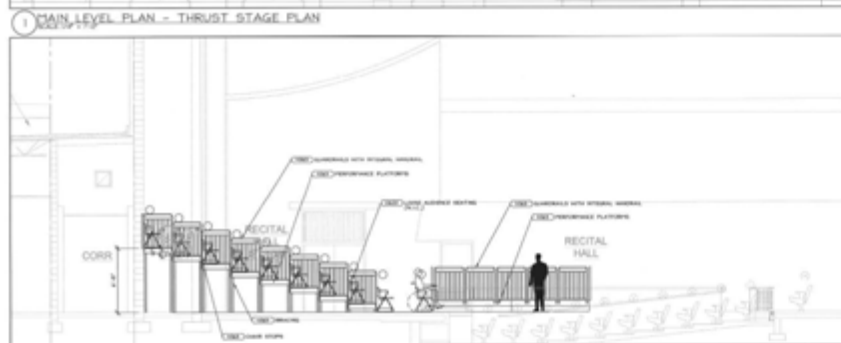 1 MAIN LEVEL PLAN - THRUST STAGE PLAN
GUARDRAILS WITH INTEGRAL HANDRAIL
PERFORMANCE PLATFORMS
LOOSE AUDIENCE SEATING
(N.I.C.)
GUARDRAILS WITH INTEGRAL HANDRAIL
PERFORMANCE PLATFORMS
RECITAL
RECITAL
HALL
CORR
BRACING
CHAIR STOPS